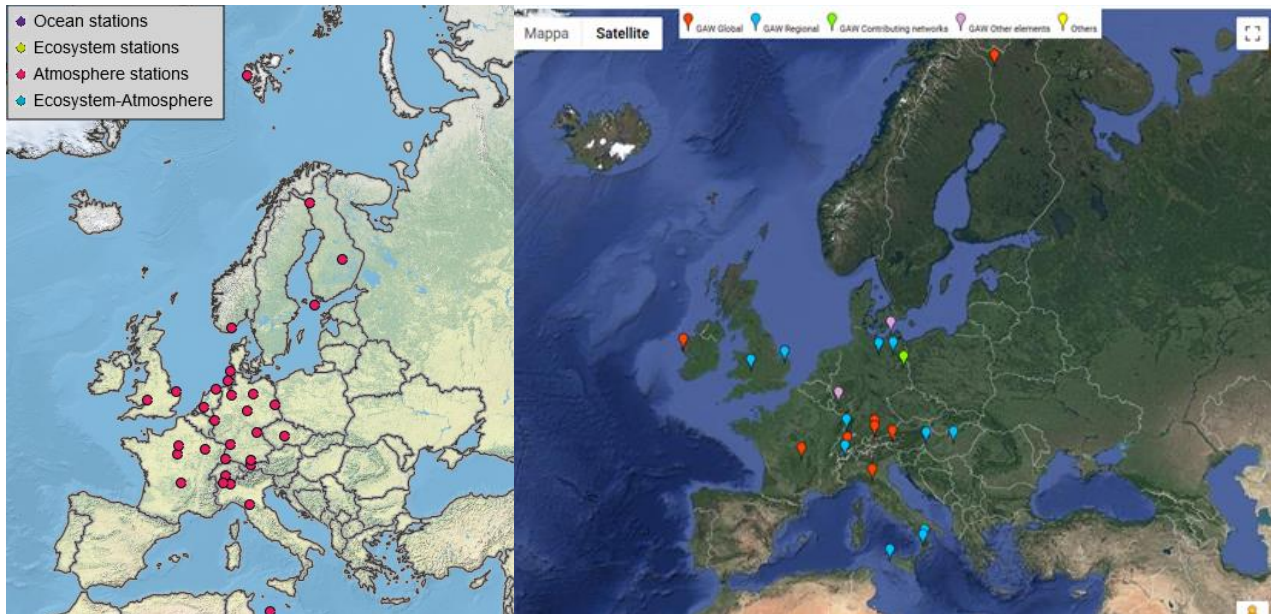 Ocean stations
Ecosystem stations
Atmosphere stations
Ecosystem-Atmosphere
Mappa
Satellite
GAW Global
GAW Regional
GAW Contributing networks
GAW Other elements
Others